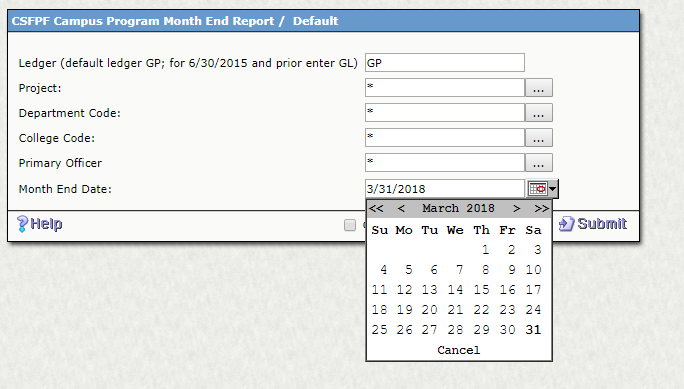 CSFPF Campus Program Month End Report / Default
Ledger (default ledger GP; for 6/30/2015 and prior enter GL) GP
Project: * ...
Department Code: * ...
College Code: * ...
Primary Officer * ...
Month End Date: 3/31/2018
<< < March 2018 > >>
Su Mo Tu We Th Fr Sa
1 2 3
4 5 6 7 8 9 10
11 12 13 14 15 16 17
18 19 20 21 22 23 24
25 26 27 28 29 30 31
Cancel
Help Submit